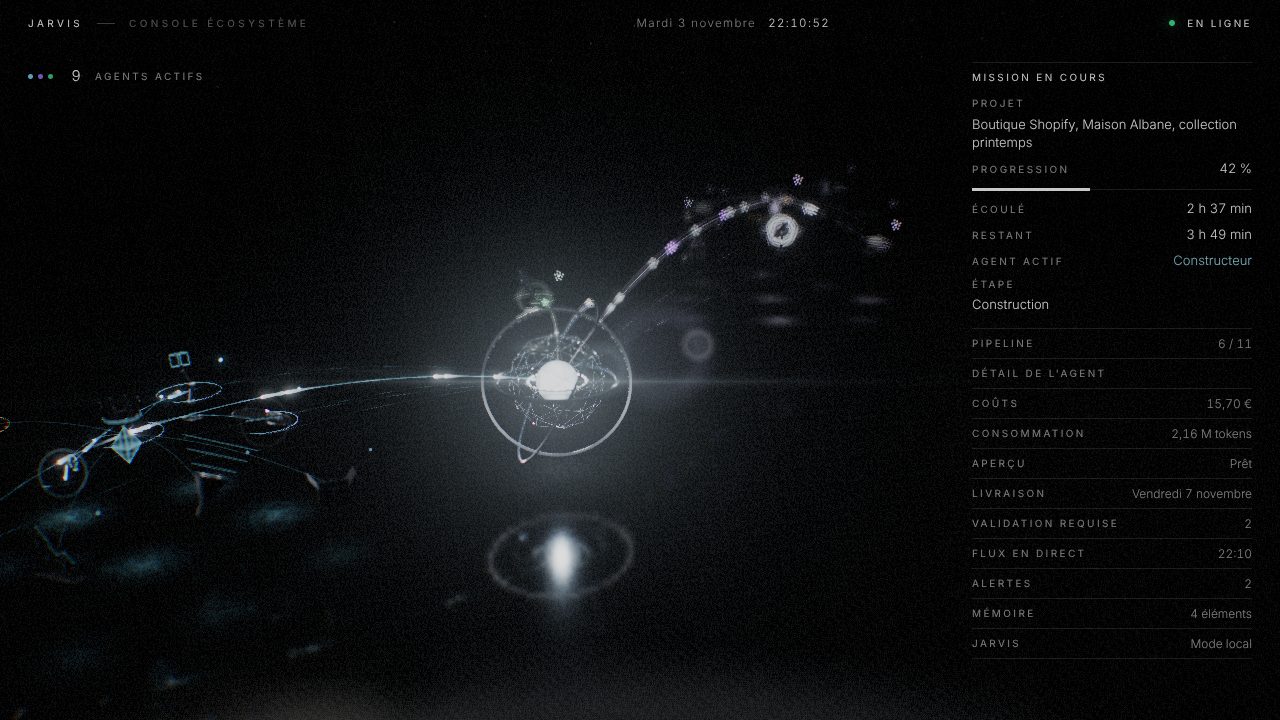 JARVIS — CONSOLE ÉCOSYSTÈME
Mardi 3 novembre 22:10:52
EN LIGNE
9 AGENTS ACTIFS
MISSION EN COURS
PROJET
Boutique Shopify, Maison Albane, collection
printemps
PROGRESSION 42 %
ÉCOULÉ 2 h 37 min
RESTANT 3 h 49 min
AGENT ACTIF Constructeur
ÉTAPE
Construction
PIPELINE 6 / 11
DÉTAIL DE L'AGENT
COÛTS 15,70 €
CONSOMMATION 2,16 M tokens
APERÇU Prêt
LIVRAISON Vendredi 7 novembre
VALIDATION REQUISE 2
FLUX EN DIRECT 22:10
ALERTES 2
MÉMOIRE 4 éléments
JARVIS Mode local